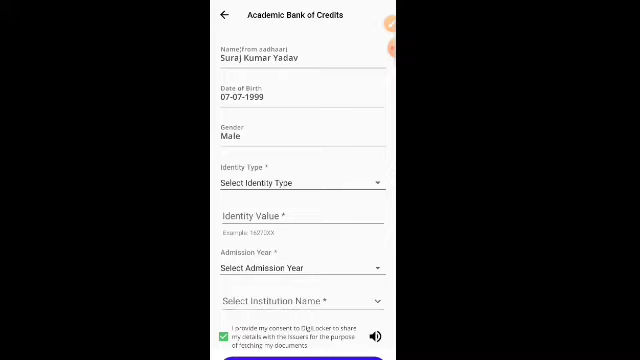 Academic Bank of Credits
Name(from aadhaar)
Suraj Kumar Yadav
Date of Birth
07-07-1999
Gender
Male
Identity Type *
Select Identity Type
Identity Value *
Example: 16270XX
Admission Year *
Select Admission Year
Select Institution Name *
I provide my consent to DigiLocker to share
my details with the Issuers for the purpose
of fetching my documents